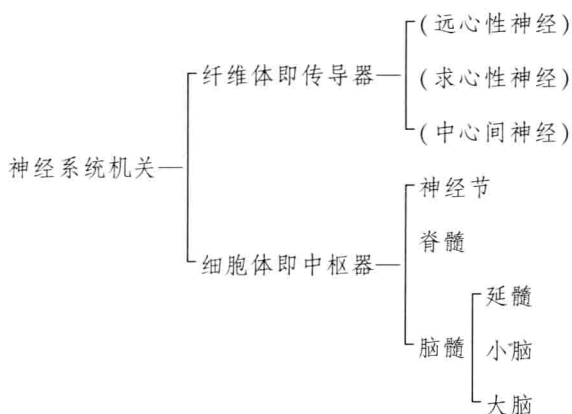 (远心性神经)
纤维体即传导器
(求心性神经)
(中心间神经)
神经系统机关
神经节
细胞体即中枢器
脊髓
脑髓
延髓
小脑
大脑